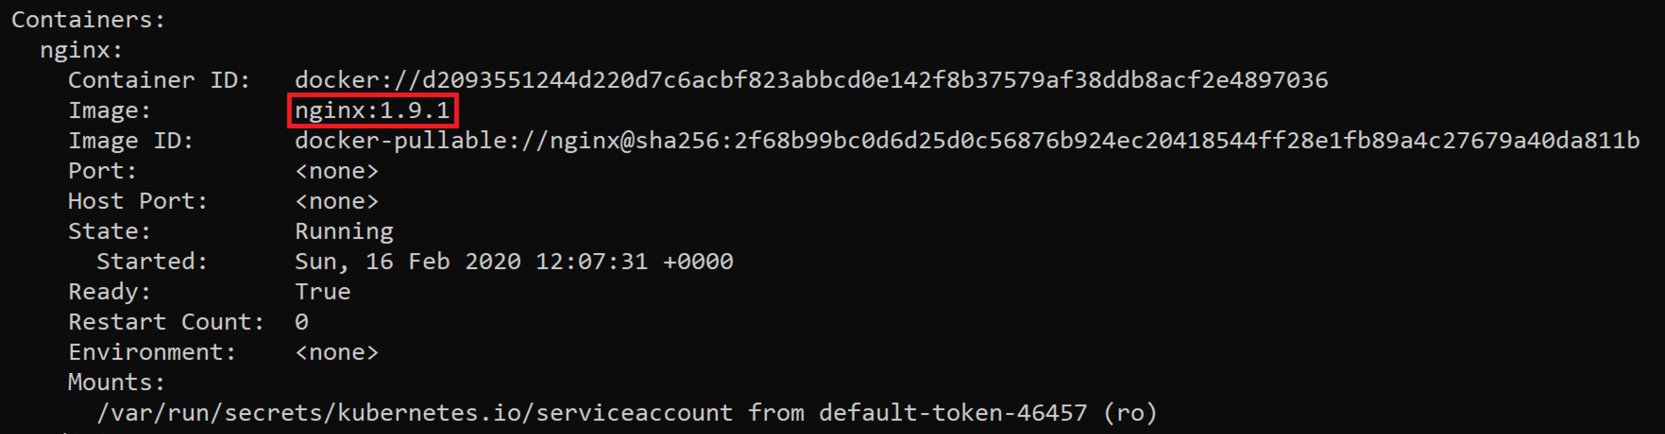 Containers:
nginx:
Container ID: docker://d2093551244d220d7c6acbf823abbcd0e142f8b37579af38ddb8acf2e4897036
Image: nginx:1.9.1
Image ID: docker-pullable://nginx@sha256:2f68b99bc0d6d25d0c56876b924ec20418544ff28e1fb89a4c27679a40da811b
Port: <none>
Host Port: <none>
State: Running
Started: Sun, 16 Feb 2020 12:07:31 +0000
Ready: True
Restart Count: 0
Environment: <none>
Mounts:
/var/run/secrets/kubernetes.io/serviceaccount from default-token-46457 (ro)